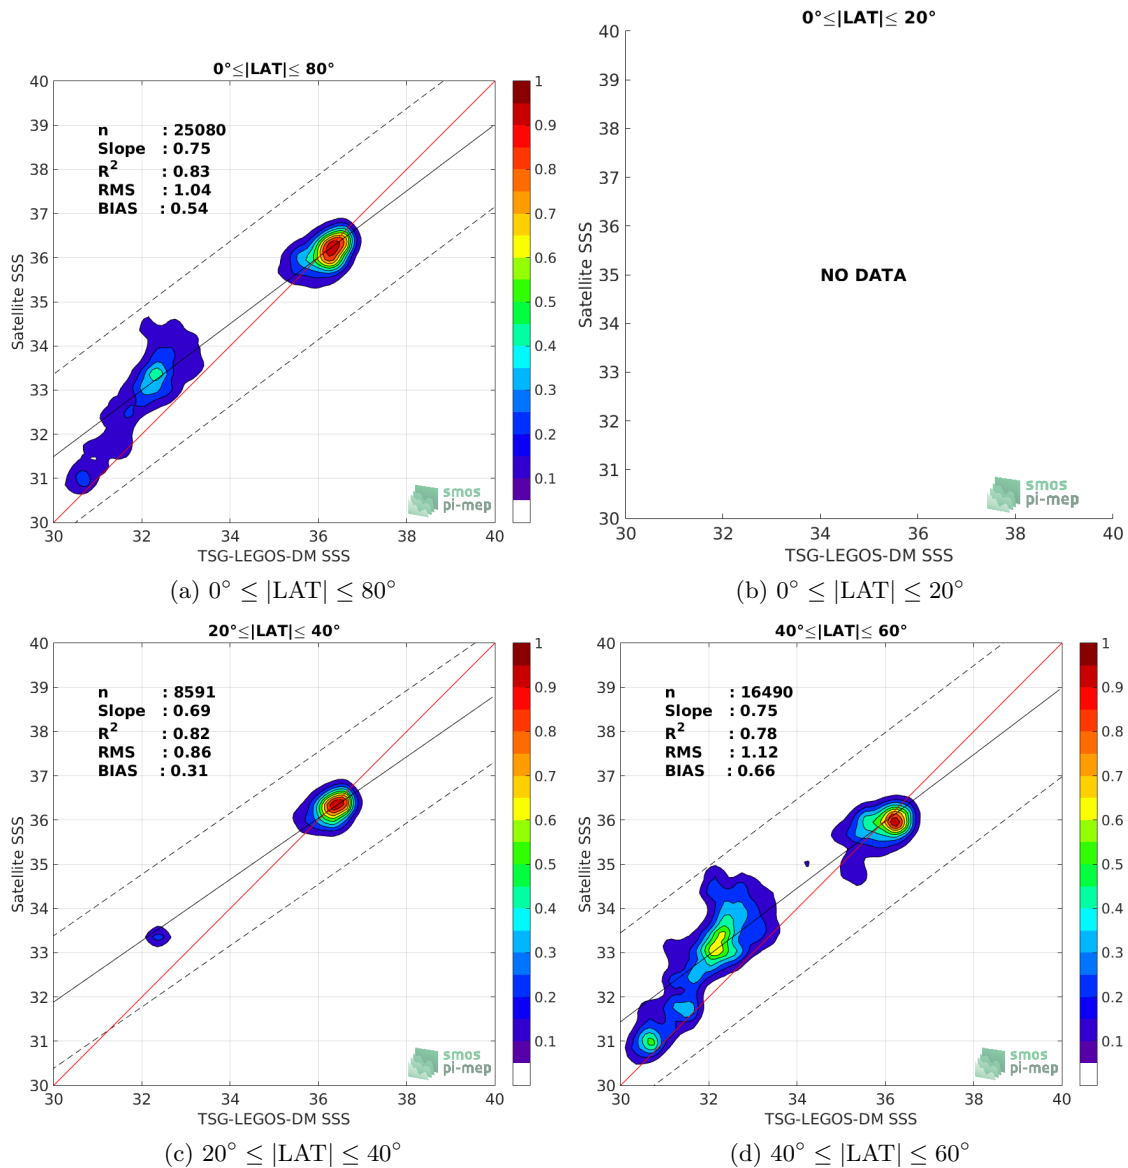 0°≤|LAT|≤ 80°
40
39
38
37
36
35
34
33
32
31
30
Satellite SSS
n : 25080
Slope : 0.75
R² : 0.83
RMS : 1.04
BIAS : 0.54
1
0.9
0.8
0.7
0.6
0.5
0.4
0.3
0.2
0.1
smos
pi-mep
30 32 34 36 38 40
TSG-LEGOS-DM SSS
(a) 0° ≤ |LAT| ≤ 80°
0°≤|LAT|≤ 20°
40
39
38
37
36
35
34
33
32
31
30
Satellite SSS
NO DATA
smos
pi-mep
30 32 34 36 38 40
TSG-LEGOS-DM SSS
(b) 0° ≤ |LAT| ≤ 20°
20°≤|LAT|≤ 40°
40
39
38
37
36
35
34
33
32
31
30
Satellite SSS
n : 8591
Slope : 0.69
R² : 0.82
RMS : 0.86
BIAS : 0.31
1
0.9
0.8
0.7
0.6
0.5
0.4
0.3
0.2
0.1
smos
pi-mep
30 32 34 36 38 40
TSG-LEGOS-DM SSS
(c) 20° ≤ |LAT| ≤ 40°
40°≤|LAT|≤ 60°
40
39
38
37
36
35
34
33
32
31
30
Satellite SSS
n : 16490
Slope : 0.75
R² : 0.78
RMS : 1.12
BIAS : 0.66
1
0.9
0.8
0.7
0.6
0.5
0.4
0.3
0.2
0.1
smos
pi-mep
30 32 34 36 38 40
TSG-LEGOS-DM SSS
(d) 40° ≤ |LAT| ≤ 60°